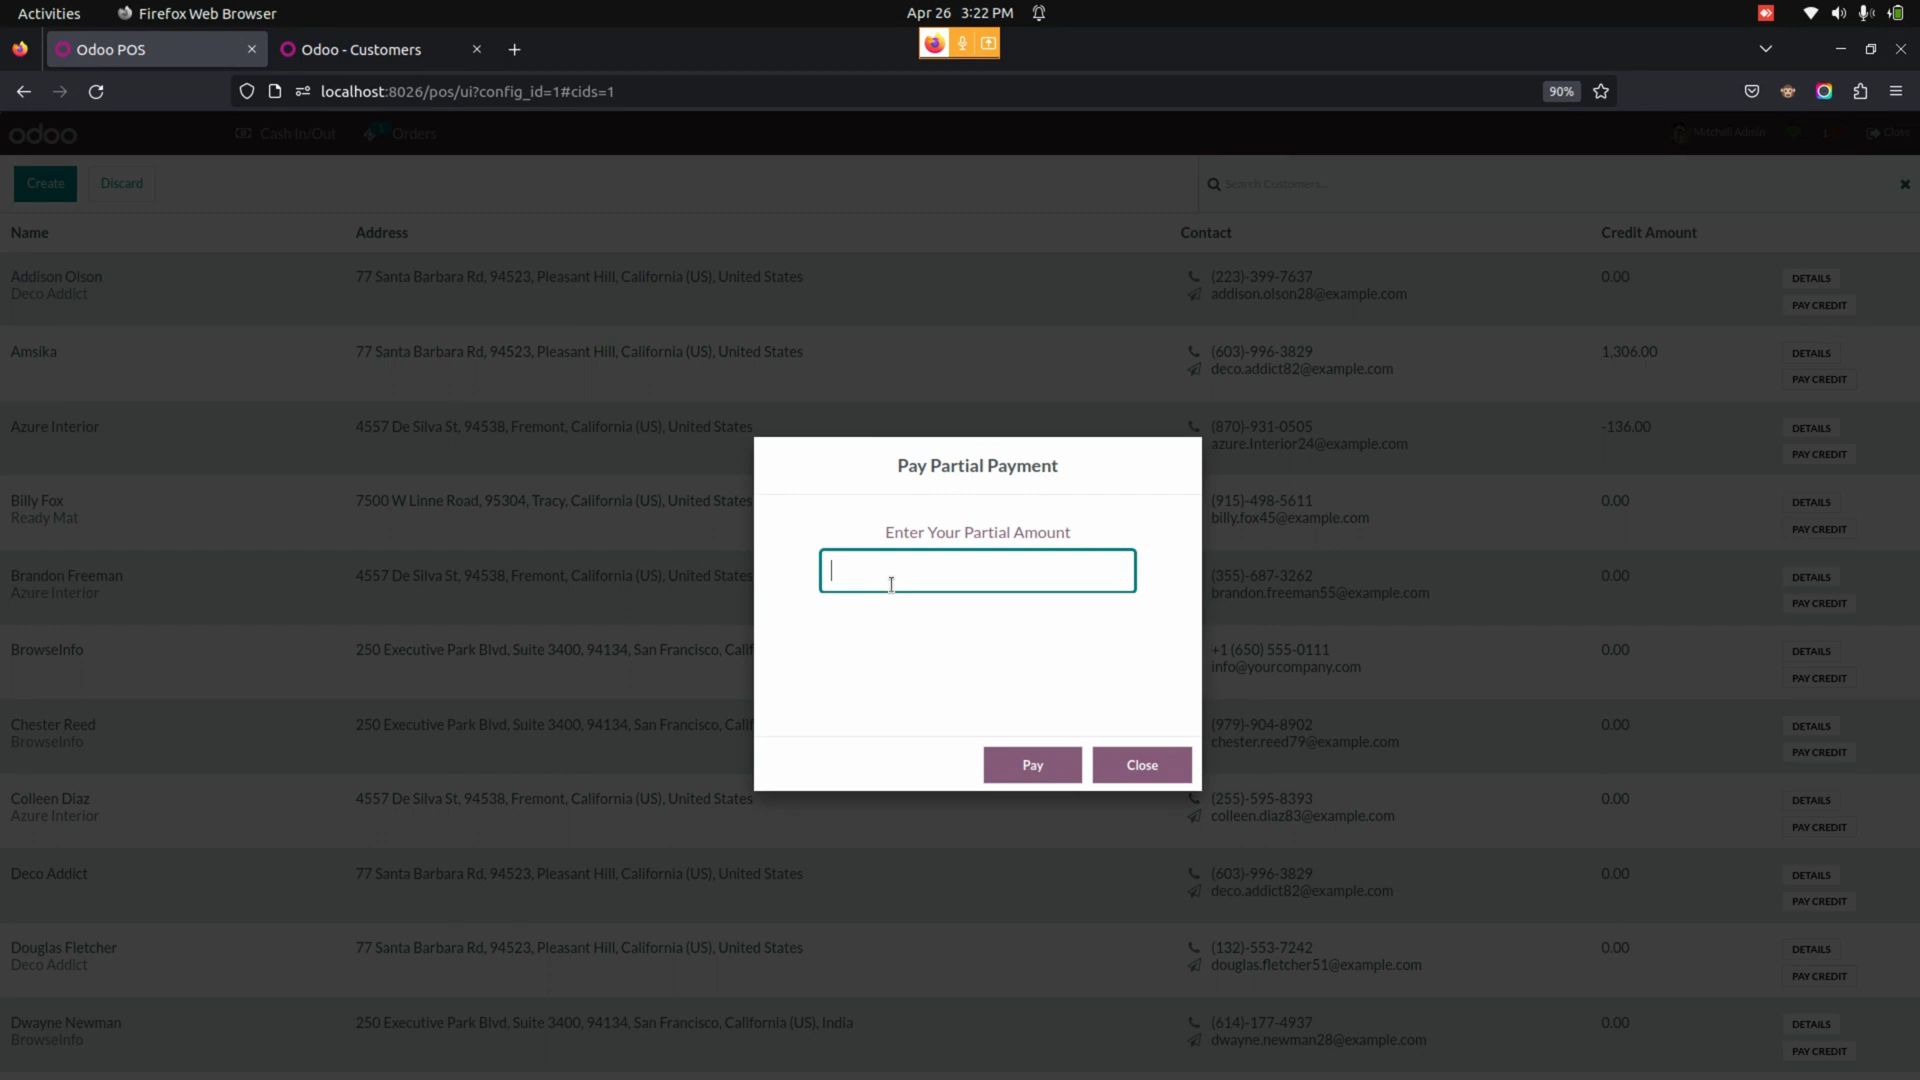 Activities
Firefox Web Browser
Apr 26 3:22 PM
Odoo POS
Odoo - Customers
localhost:8026/pos/ui?config_id=1#cids=1
90%
odoo
Cash In/Out
1
Orders
Mitchell Admin
1
Close
Create
Discard
Search Customers...
Name
Address
Contact
Credit Amount
Addison Olson
Deco Addict
77 Santa Barbara Rd, 94523, Pleasant Hill, California (US), United States
(223)-399-7637
addison.olson28@example.com
0.00
DETAILS
PAY CREDIT
Amsika
77 Santa Barbara Rd, 94523, Pleasant Hill, California (US), United States
(603)-996-3829
deco.addict82@example.com
1,306.00
DETAILS
PAY CREDIT
Azure Interior
4557 De Silva St, 94538, Fremont, California (US), United States
(870)-931-0505
azure.Interior24@example.com
-136.00
DETAILS
PAY CREDIT
Billy Fox
Ready Mat
7500 W Linne Road, 95304, Tracy, California (US), United States
(915)-498-5611
billy.fox45@example.com
0.00
DETAILS
PAY CREDIT
Brandon Freeman
Azure Interior
4557 De Silva St, 94538, Fremont, California (US), United States
(355)-687-3262
brandon.freeman55@example.com
0.00
DETAILS
PAY CREDIT
BrowseInfo
250 Executive Park Blvd, Suite 3400, 94134, San Francisco, Calif
+1 (650) 555-0111
info@yourcompany.com
0.00
DETAILS
PAY CREDIT
Chester Reed
BrowseInfo
250 Executive Park Blvd, Suite 3400, 94134, San Francisco, Calif
(979)-904-8902
chester.reed79@example.com
0.00
DETAILS
PAY CREDIT
Colleen Diaz
Azure Interior
4557 De Silva St, 94538, Fremont, California (US), United States
(255)-595-8393
colleen.diaz83@example.com
0.00
DETAILS
PAY CREDIT
Deco Addict
77 Santa Barbara Rd, 94523, Pleasant Hill, California (US), United States
(603)-996-3829
deco.addict82@example.com
0.00
DETAILS
PAY CREDIT
Douglas Fletcher
Deco Addict
77 Santa Barbara Rd, 94523, Pleasant Hill, California (US), United States
(132)-553-7242
douglas.fletcher51@example.com
0.00
DETAILS
PAY CREDIT
Dwayne Newman
BrowseInfo
250 Executive Park Blvd, Suite 3400, 94134, San Francisco, California (US), India
(614)-177-4937
dwayne.newman28@example.com
0.00
DETAILS
PAY CREDIT
Pay Partial Payment
Enter Your Partial Amount
Pay
Close